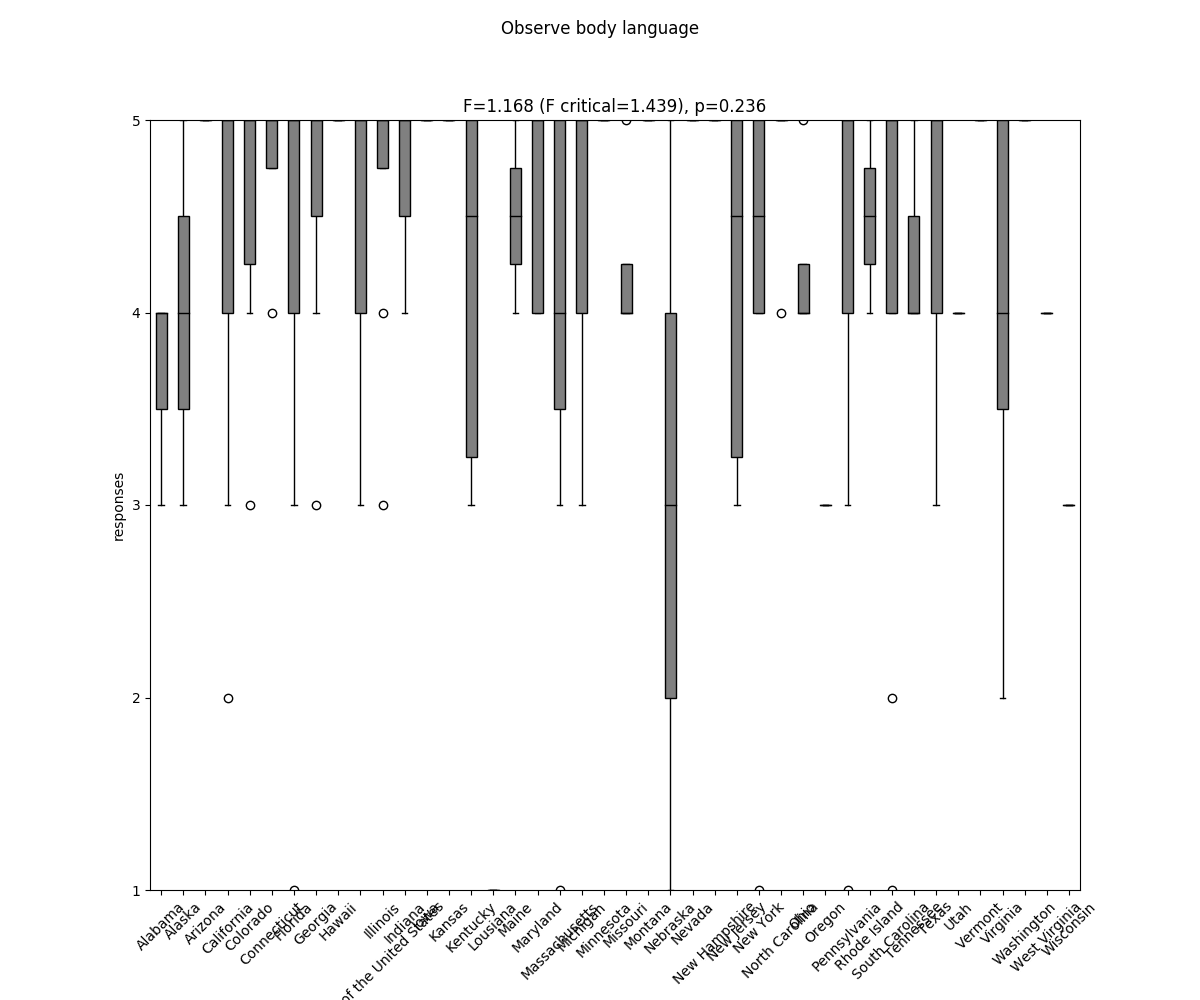 Observe body language
F=1.168 (F critical=1.439), p=0.236
5
4
3
2
1
responses
Alabama
Alaska
Arizona
California
Colorado
Connecticut
Florida
Georgia
Hawaii
Illinois
Indiana
of the United States
Iowa
Kansas
Kentucky
Lousiana
Maine
Maryland
Massachusetts
Michigan
Minnesota
Missouri
Montana
Nebraska
Nevada
New Hampshire
New Jersey
New York
North Carolina
Ohio
Oregon
Pennsylvania
Rhode Island
South Carolina
Tennessee
Texas
Utah
Vermont
Virginia
Washington
West Virginia
Wisconsin